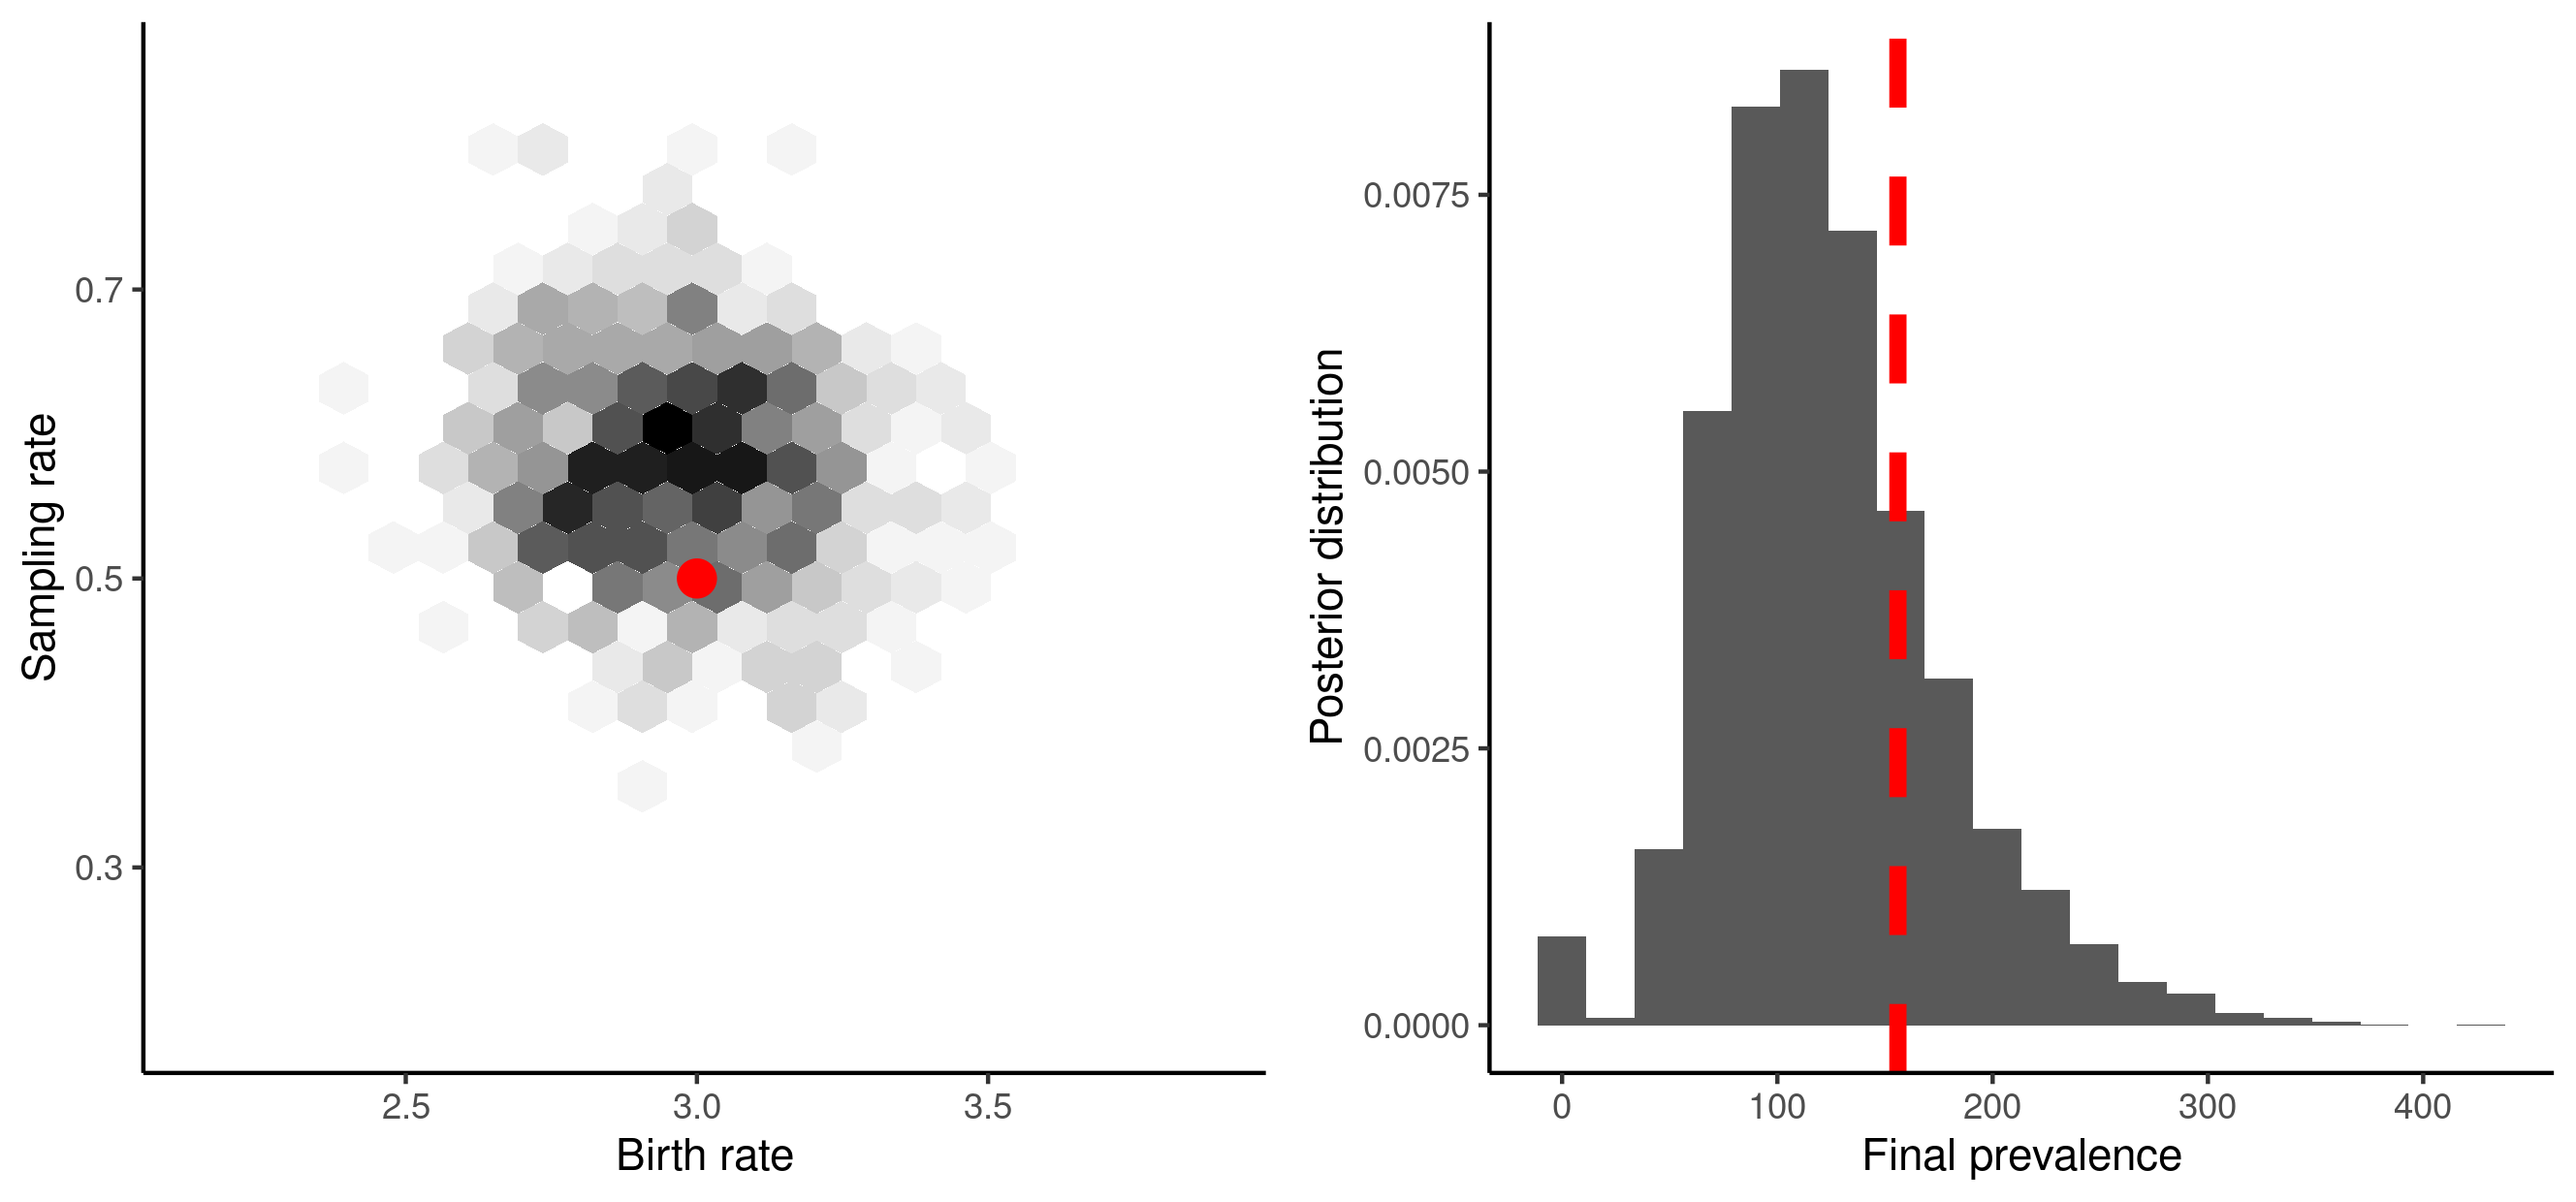 Sampling rate
0.7
0.5
0.3
2.5 3.0 3.5
Birth rate
Posterior distribution
0.0075
0.0050
0.0025
0.0000
0 100 200 300 400
Final prevalence